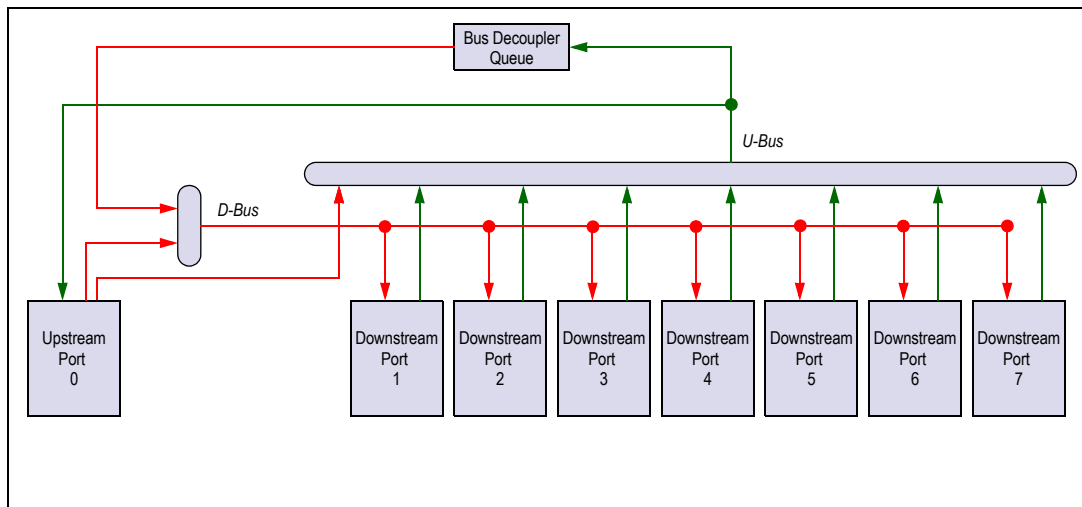 Bus Decoupler
Queue
U-Bus
D-Bus
Upstream
Port
0
Downstream
Port
1
Downstream
Port
2
Downstream
Port
3
Downstream
Port
4
Downstream
Port
5
Downstream
Port
6
Downstream
Port
7